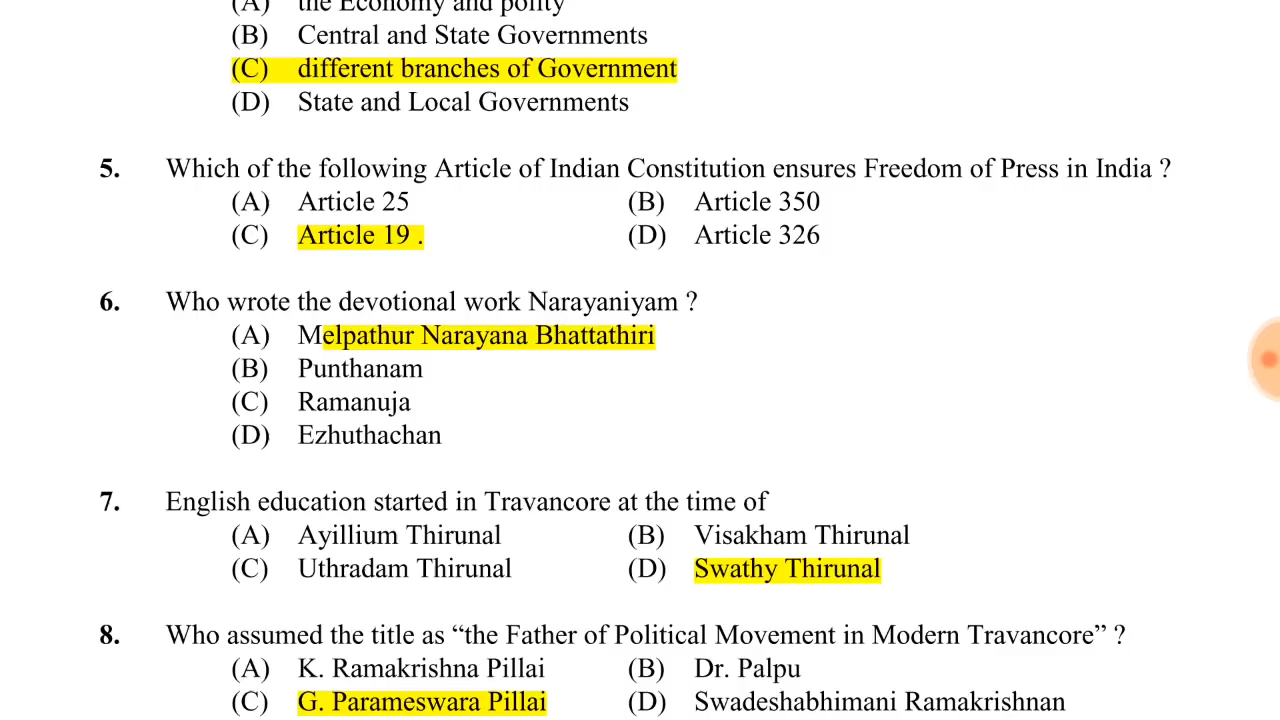 (A) the Economy and polity
(B) Central and State Governments
(C) different branches of Government
(D) State and Local Governments
5. Which of the following Article of Indian Constitution ensures Freedom of Press in India ?
(A) Article 25 (B) Article 350
(C) Article 19 . (D) Article 326
6. Who wrote the devotional work Narayaniyam ?
(A) Melpathur Narayana Bhattathiri
(B) Punthanam
(C) Ramanuja
(D) Ezhuthachan
7. English education started in Travancore at the time of
(A) Ayillium Thirunal (B) Visakham Thirunal
(C) Uthradam Thirunal (D) Swathy Thirunal
8. Who assumed the title as “the Father of Political Movement in Modern Travancore” ?
(A) K. Ramakrishna Pillai (B) Dr. Palpu
(C) G. Parameswara Pillai (D) Swadeshabhimani Ramakrishnan